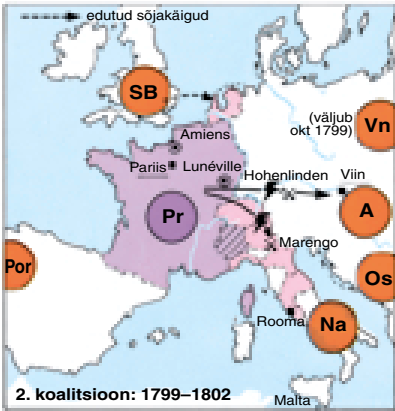 edutud sõjakäigud
SB
(väljub
okt 1799)
Vn
Amiens
Pariis
Lunéville
Hohenlinden
Viin
Pr
A
Marengo
Por
Os
Rooma
Na
2. koalitsioon: 1799–1802
Malta